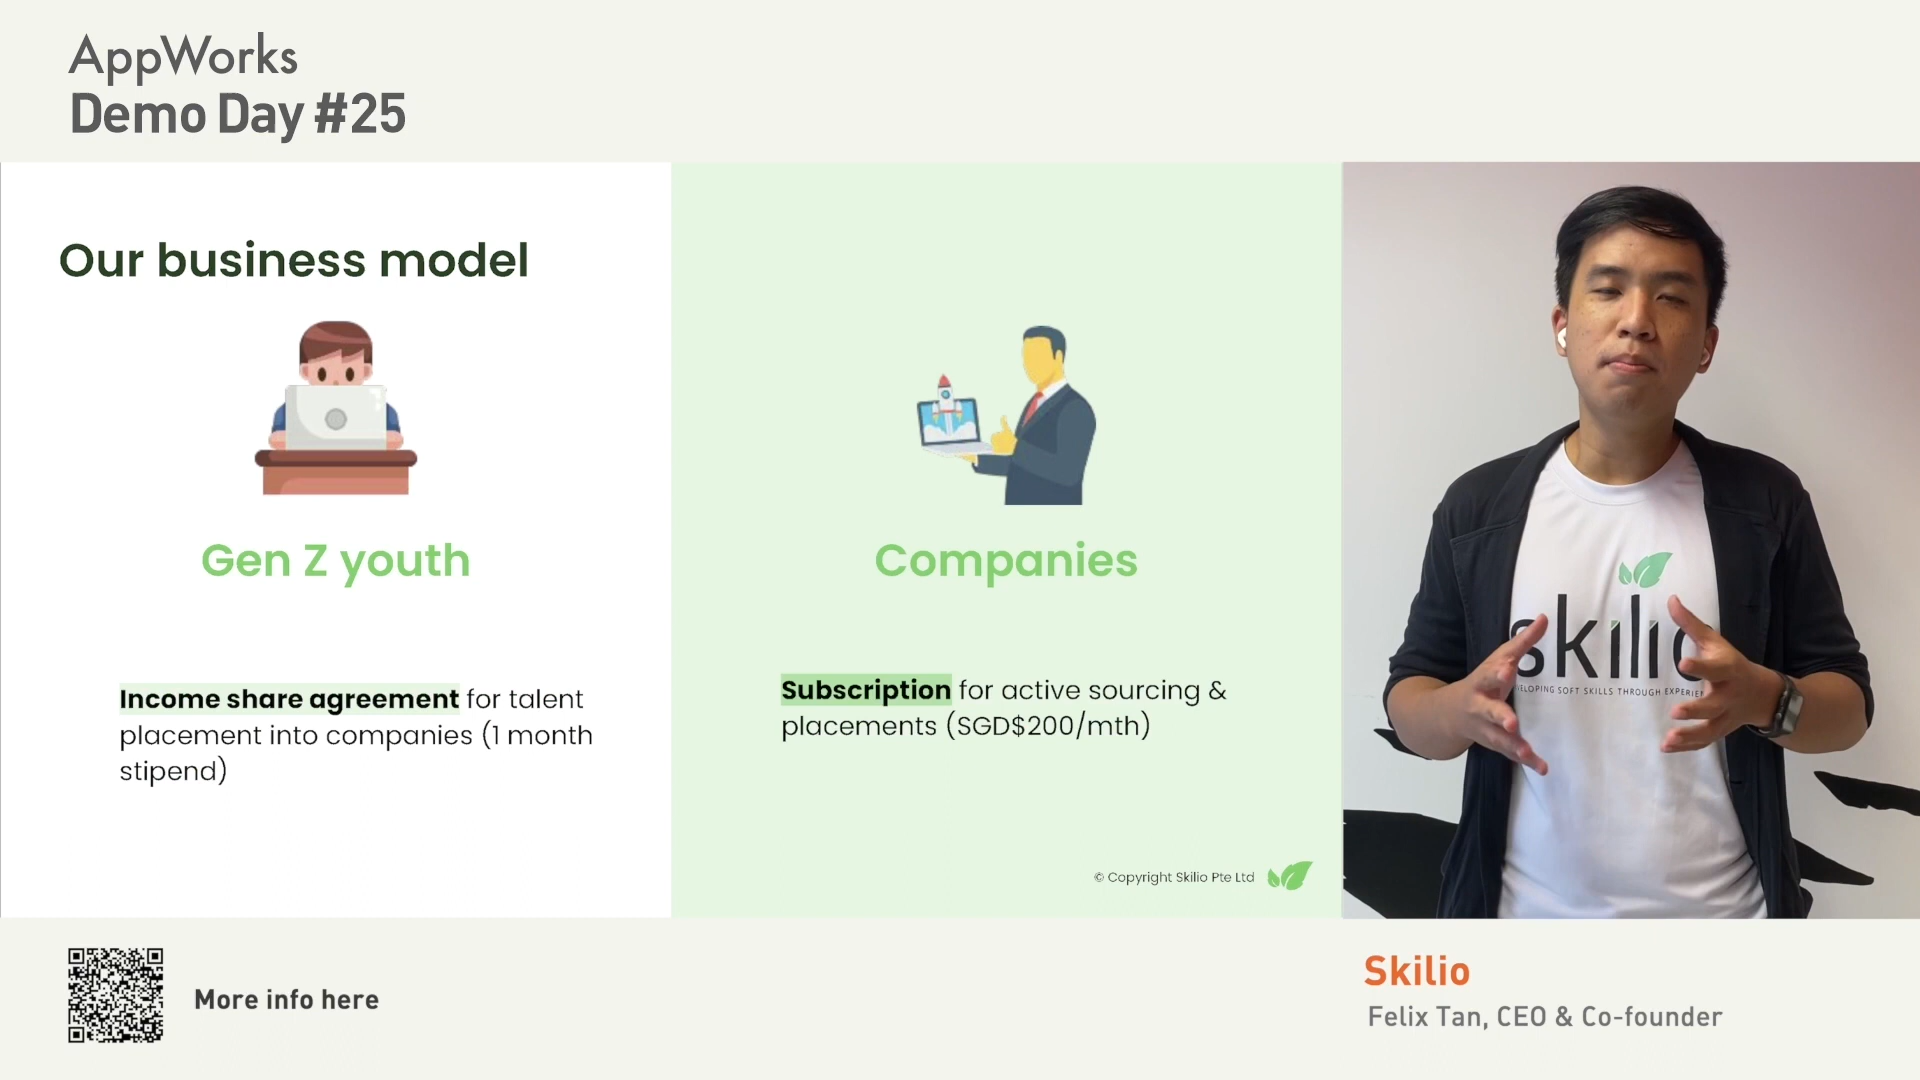 AppWorks
Demo Day #25
Our business model
Gen Z youth
Income share agreement for talent
placement into companies (1 month
stipend)
Companies
Subscription for active sourcing &
placements (SGD$200/mth)
© Copyright Skilio Pte Ltd
skilio
SOFT SKILLS THROUGH
More info here
Skilio
Felix Tan, CEO & Co-founder